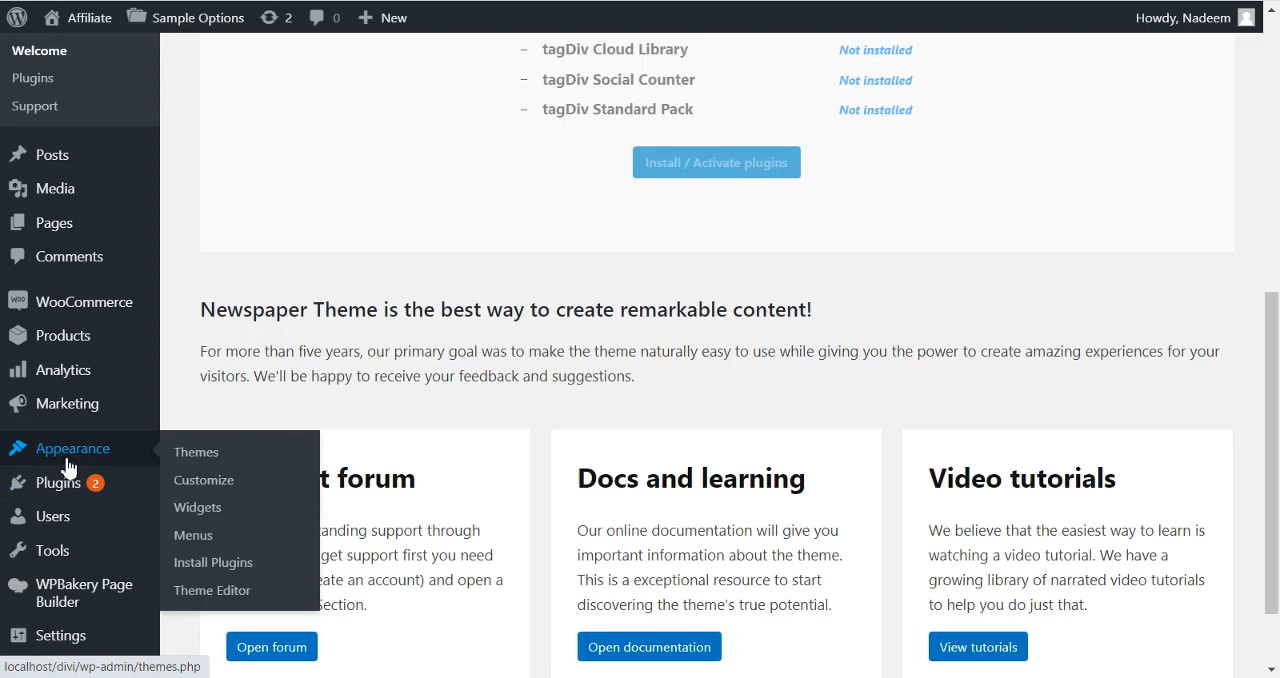 Affiliate Sample Options 2 0 New Howdy, Nadeem
Welcome
Plugins
Support
Posts
Media
Pages
Comments
WooCommerce
Products
Analytics
Marketing
Appearance
Plugins 2
Users
Tools
WPBakery Page
Builder
Settings
localhost/divi/wp-admin/themes.php
Themes
Customize
Widgets
Menus
Install Plugins
Theme Editor
– tagDiv Cloud Library Not installed
– tagDiv Social Counter Not installed
– tagDiv Standard Pack Not installed
Install / Activate plugins
Newspaper Theme is the best way to create remarkable content!
For more than five years, our primary goal was to make the theme naturally easy to use while giving you the power to create amazing experiences for your
visitors. We'll be happy to receive your feedback and suggestions.
t forum
anding support through
get support first you need
eate an account) and open a
Section.
Open forum
Docs and learning
Our online documentation will give you
important information about the theme.
This is a exceptional resource to start
discovering the theme's true potential.
Open documentation
Video tutorials
We believe that the easiest way to learn is
watching a video tutorial. We have a
growing library of narrated video tutorials
to help you do just that.
View tutorials